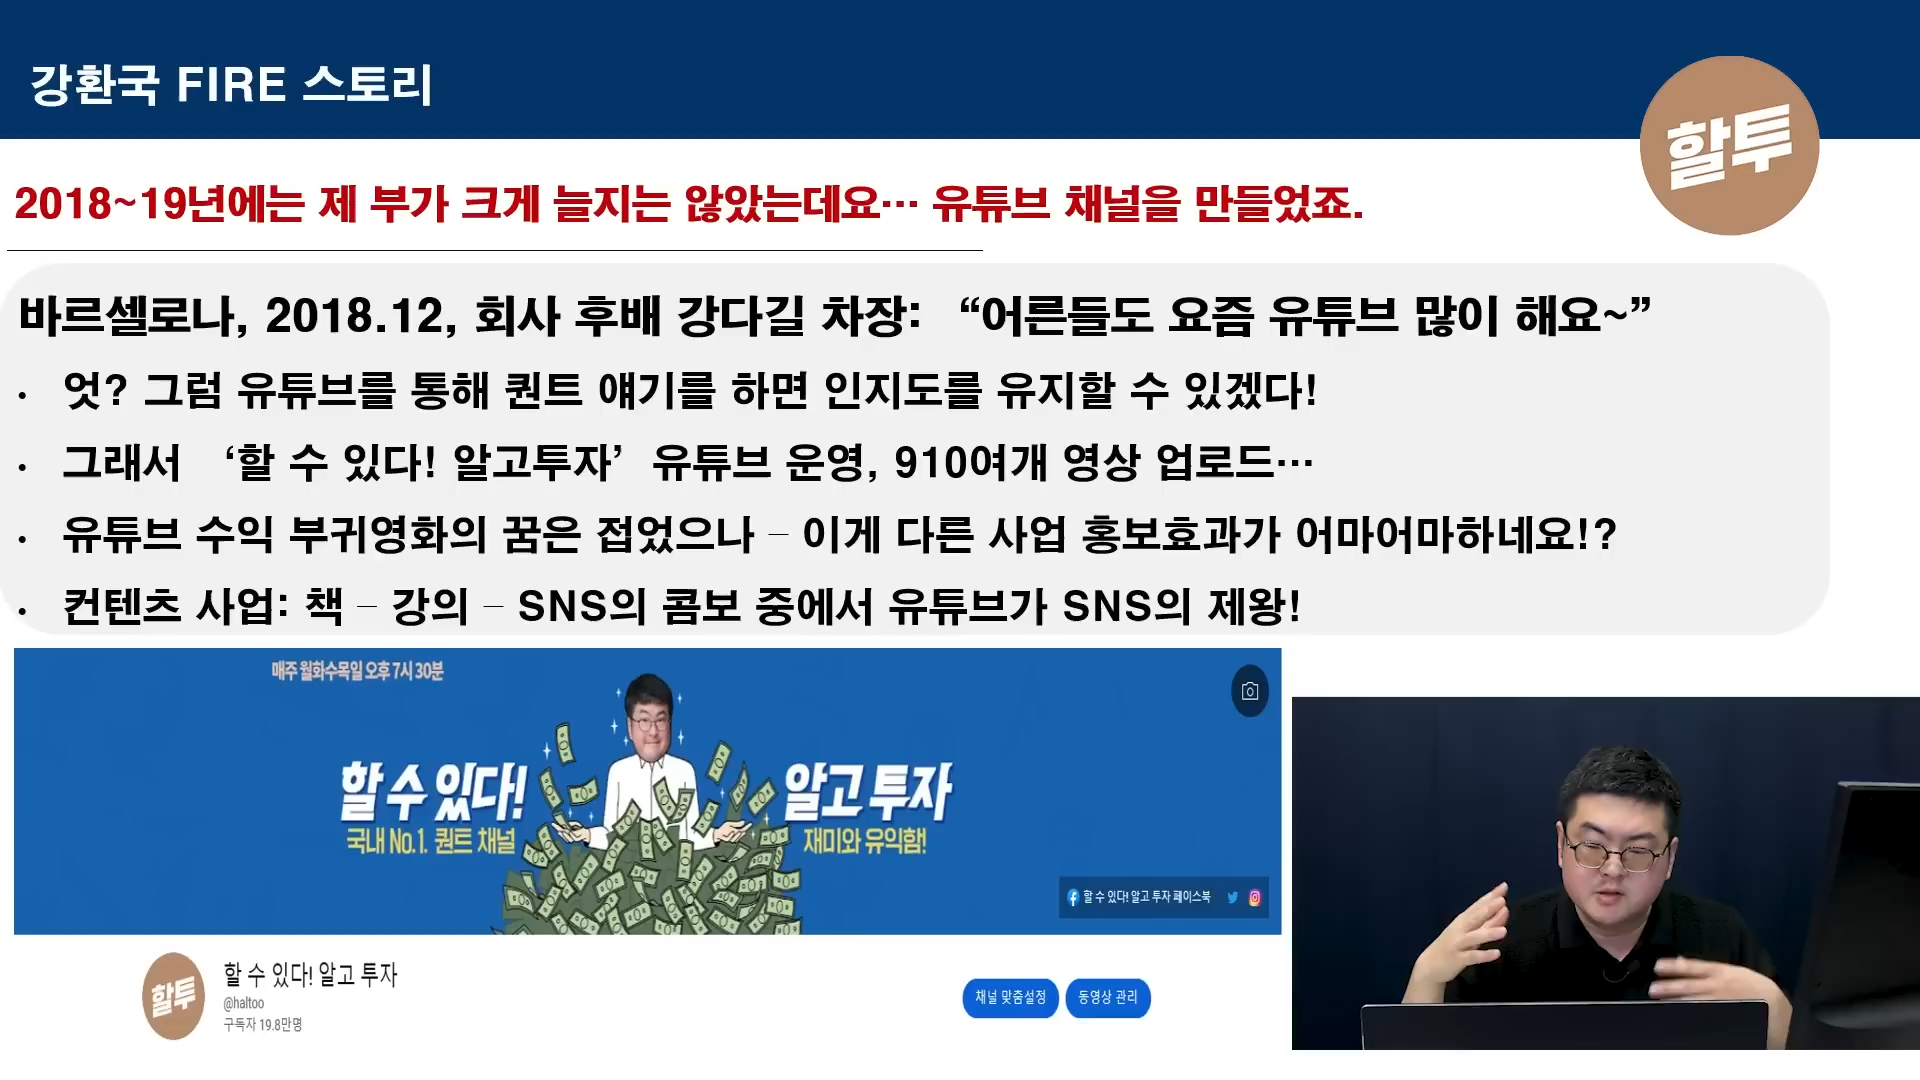 강환국 FIRE 스토리
할투
2018~19년에는 제 부가 크게 늘지는 않았는데요… 유튜브 채널을 만들었죠.
바르셀로나, 2018.12, 회사 후배 강다길 차장: “어른들도 요즘 유튜브 많이 해요~”
• 엇? 그럼 유튜브를 통해 퀀트 얘기를 하면 인지도를 유지할 수 있겠다!
• 그래서 ‘할 수 있다! 알고투자’ 유튜브 운영, 910여개 영상 업로드…
• 유튜브 수익 부귀영화의 꿈은 접었으나 – 이게 다른 사업 홍보효과가 어마어마하네요!?
• 컨텐츠 사업: 책 – 강의 – SNS의 콤보 중에서 유튜브가 SNS의 제왕!
매주 월화수목일 오후 7시 30분
할 수 있다! 알고 투자
국내 No.1. 퀀트 채널 재미와 유익함!
할 수 있다! 알고 투자 페이스북
할투
할 수 있다! 알고 투자
@haltoo
구독자 19.8만명
채널 맞춤설정 동영상 관리